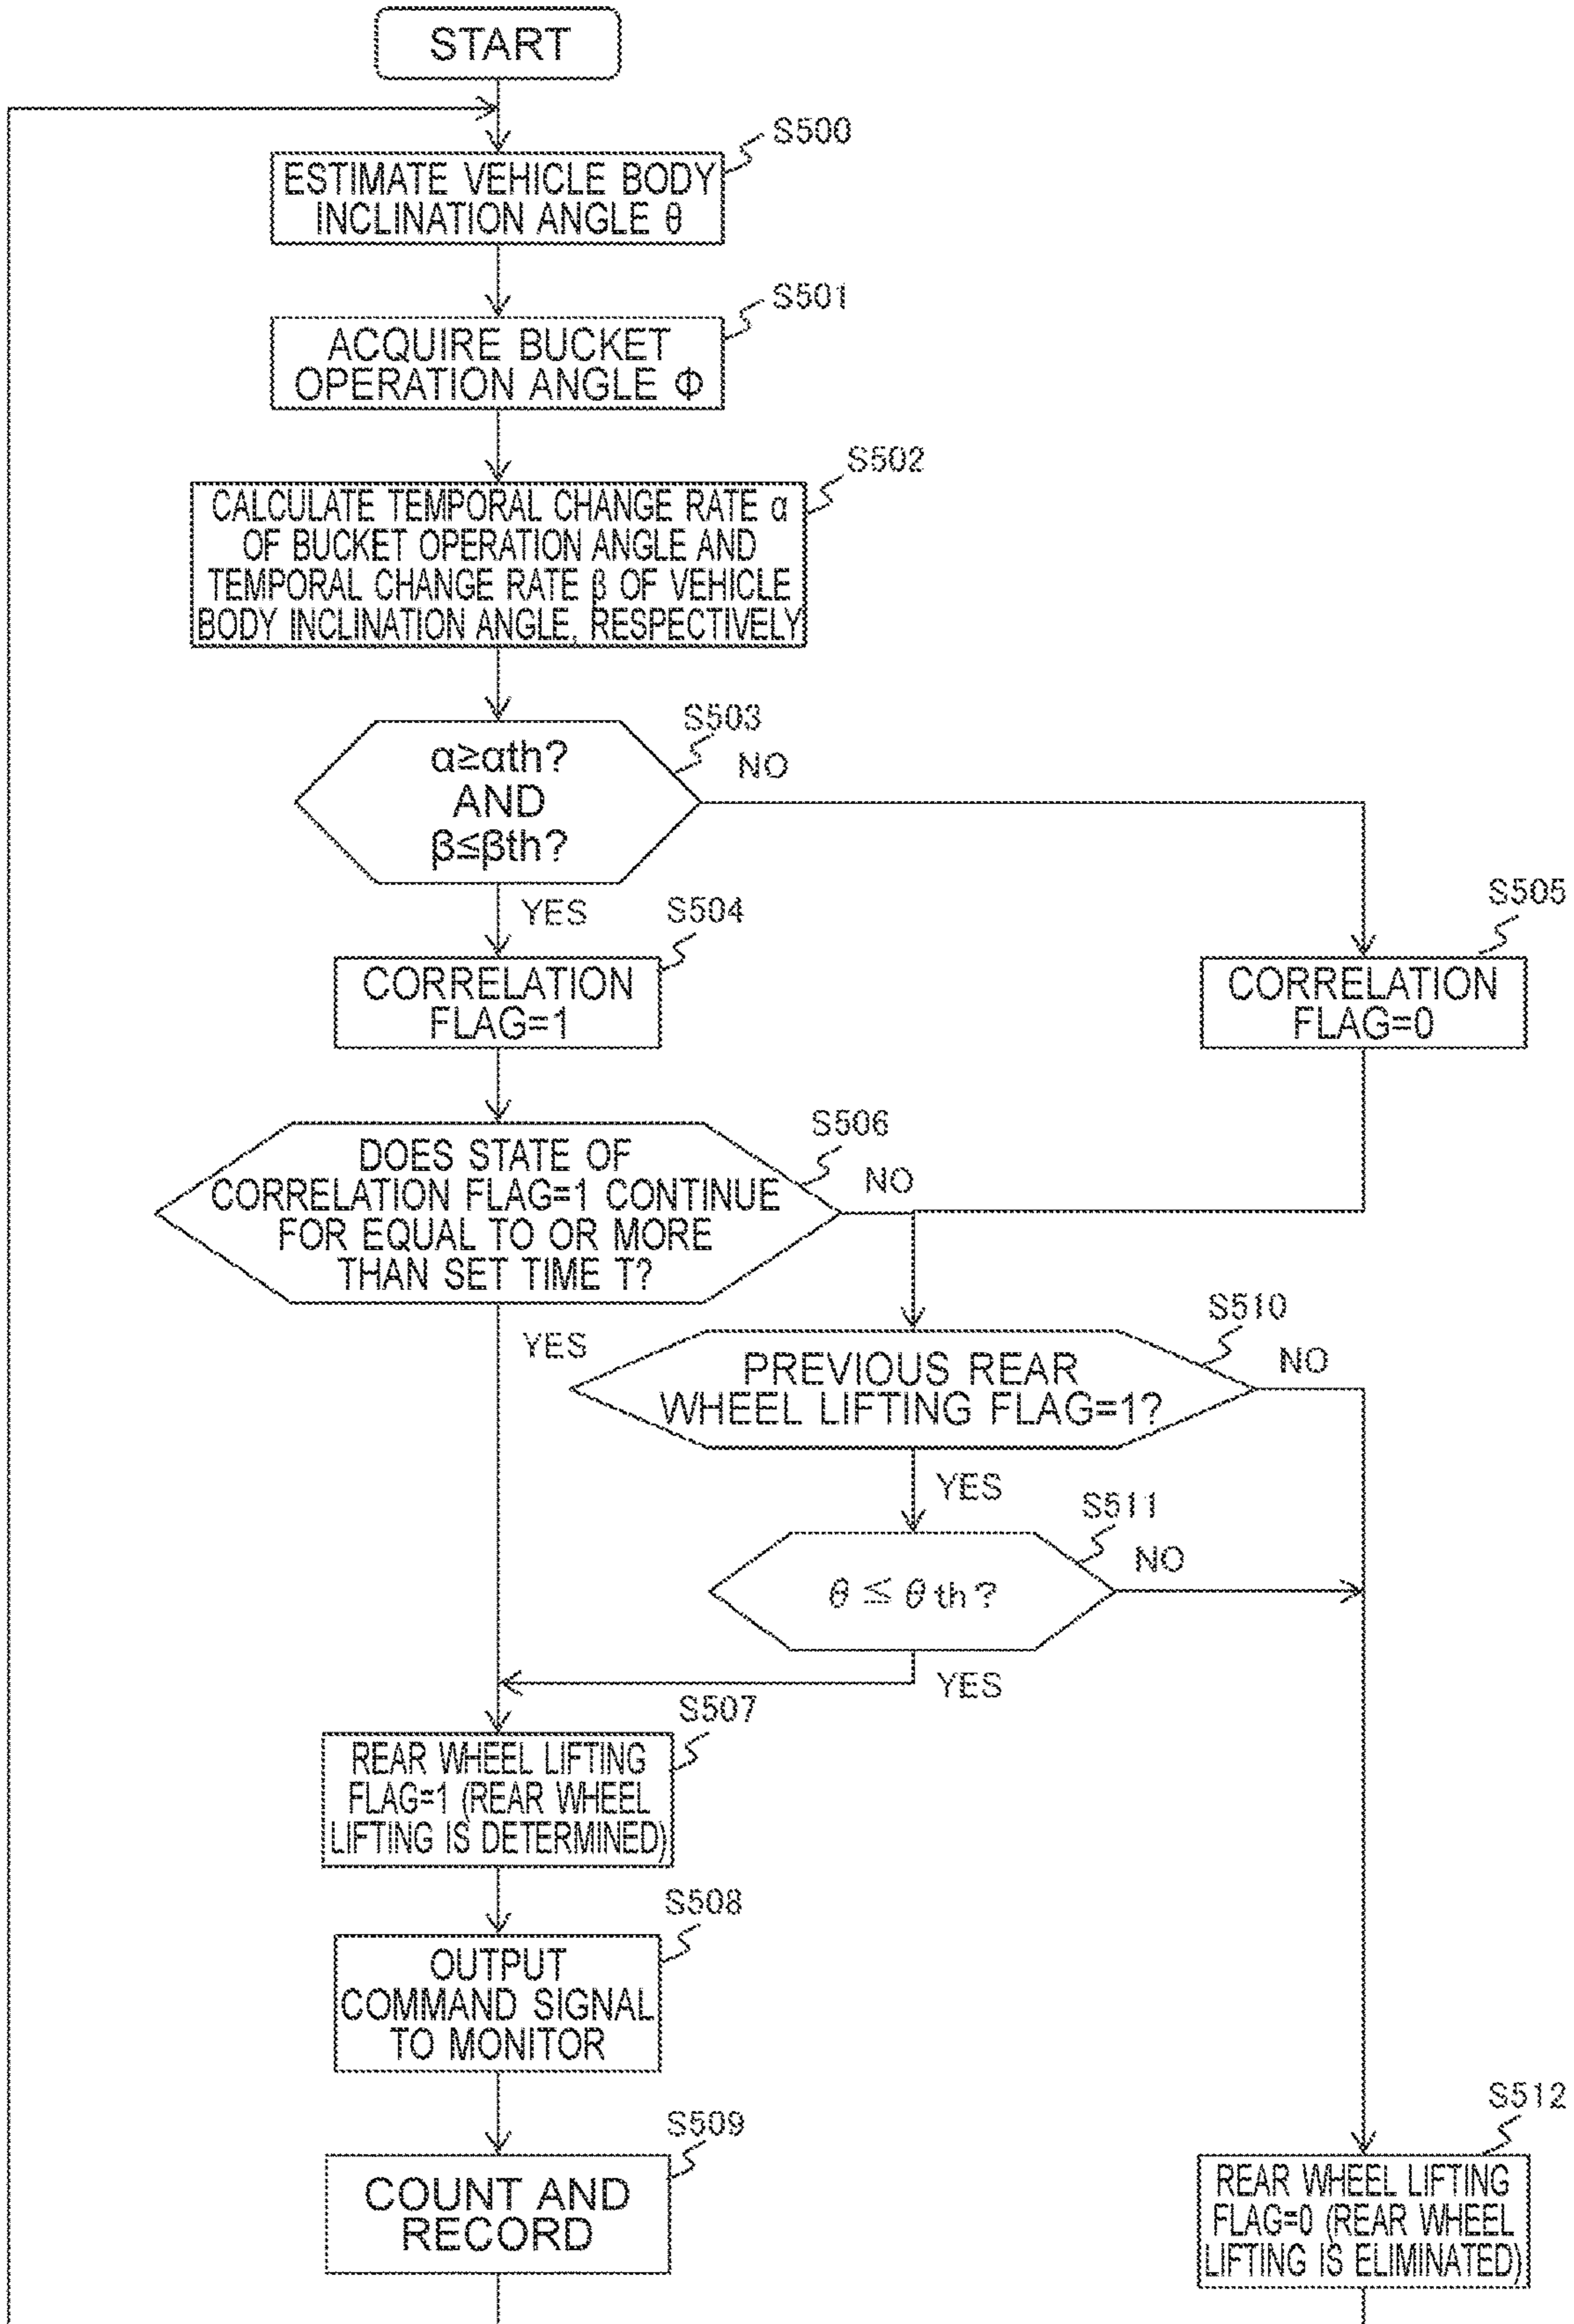 START
S500
ESTIMATE VEHICLE BODY
INCLINATION ANGLE θ
S501
ACQUIRE BUCKET
OPERATION ANGLE Φ
S502
CALCULATE TEMPORAL CHANGE RATE α
OF BUCKET OPERATION ANGLE AND
TEMPORAL CHANGE RATE β OF VEHICLE
BODY INCLINATION ANGLE, RESPECTIVELY
S503
α≥αth?
AND
β≤βth?
NO
YES
S504
CORRELATION
FLAG=1
S505
CORRELATION
FLAG=0
S506
DOES STATE OF
CORRELATION FLAG=1 CONTINUE
FOR EQUAL TO OR MORE
THAN SET TIME T?
NO
YES
S510
PREVIOUS REAR
WHEEL LIFTING FLAG=1?
NO
YES
S511
θ ≤ θ th ?
NO
YES
S507
REAR WHEEL LIFTING
FLAG=1 (REAR WHEEL
LIFTING IS DETERMINED)
S508
OUTPUT
COMMAND SIGNAL
TO MONITOR
S509
COUNT AND
RECORD
S512
REAR WHEEL LIFTING
FLAG=0 (REAR WHEEL
LIFTING IS ELIMINATED)